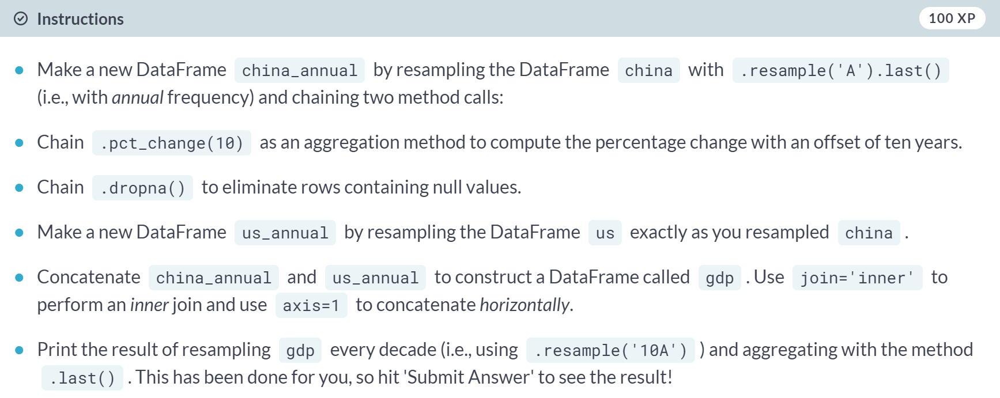 Instructions
100 XP
Make a new DataFrame china_annual by resampling the DataFrame china with .resample('A').last()
(i.e., with annual frequency) and chaining two method calls:
Chain .pct_change(10) as an aggregation method to compute the percentage change with an offset of ten years.
Chain .dropna() to eliminate rows containing null values.
Make a new DataFrame us_annual by resampling the DataFrame us exactly as you resampled china .
Concatenate china_annual and us_annual to construct a DataFrame called gdp . Use join='inner' to
perform an inner join and use axis=1 to concatenate horizontally.
Print the result of resampling gdp every decade (i.e., using .resample('10A') ) and aggregating with the method
.last() . This has been done for you, so hit 'Submit Answer' to see the result!